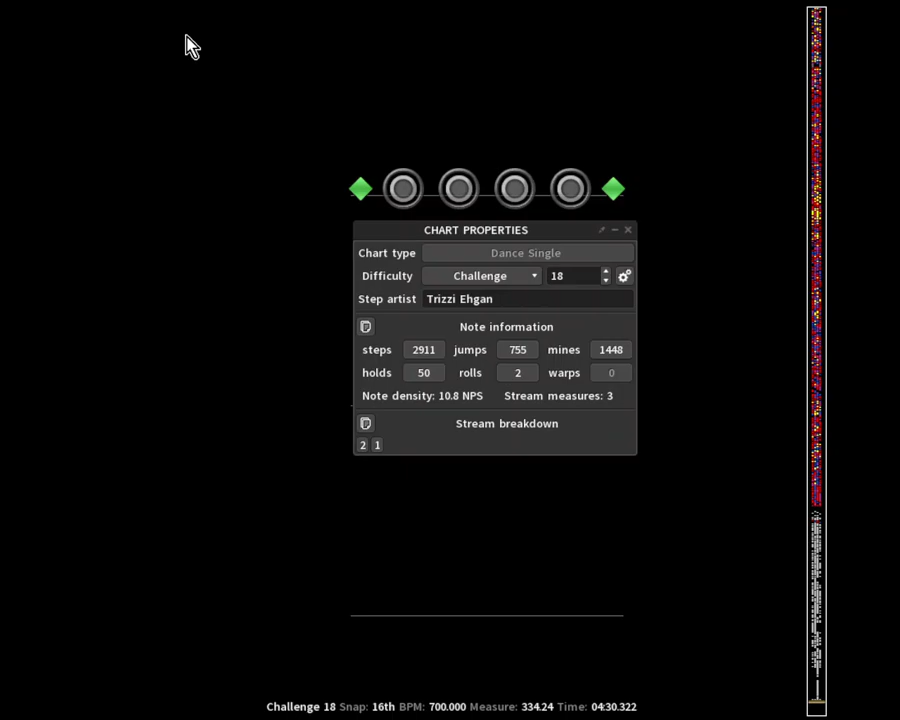 CHART PROPERTIES
Chart type Dance Single
Difficulty Challenge 18
Step artist Trizzi Ehgan
Note information
steps 2911 jumps 755 mines 1448
holds 50 rolls 2 warps 0
Note density: 10.8 NPS Stream measures: 3
Stream breakdown
2 1
Challenge 18 Snap: 16th BPM: 700.000 Measure: 334.24 Time: 04:30.322